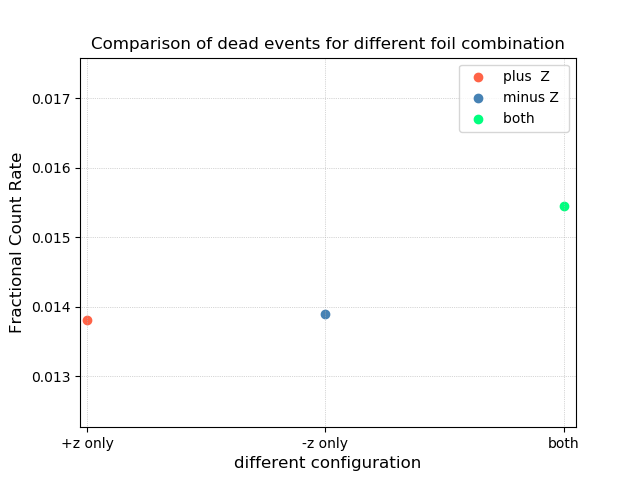 Comparison of dead events for different foil combination
plus  Z
minus Z
both
0.017
0.016
0.015
0.014
0.013
Fractional Count Rate
+z only
-z only
both
different configuration